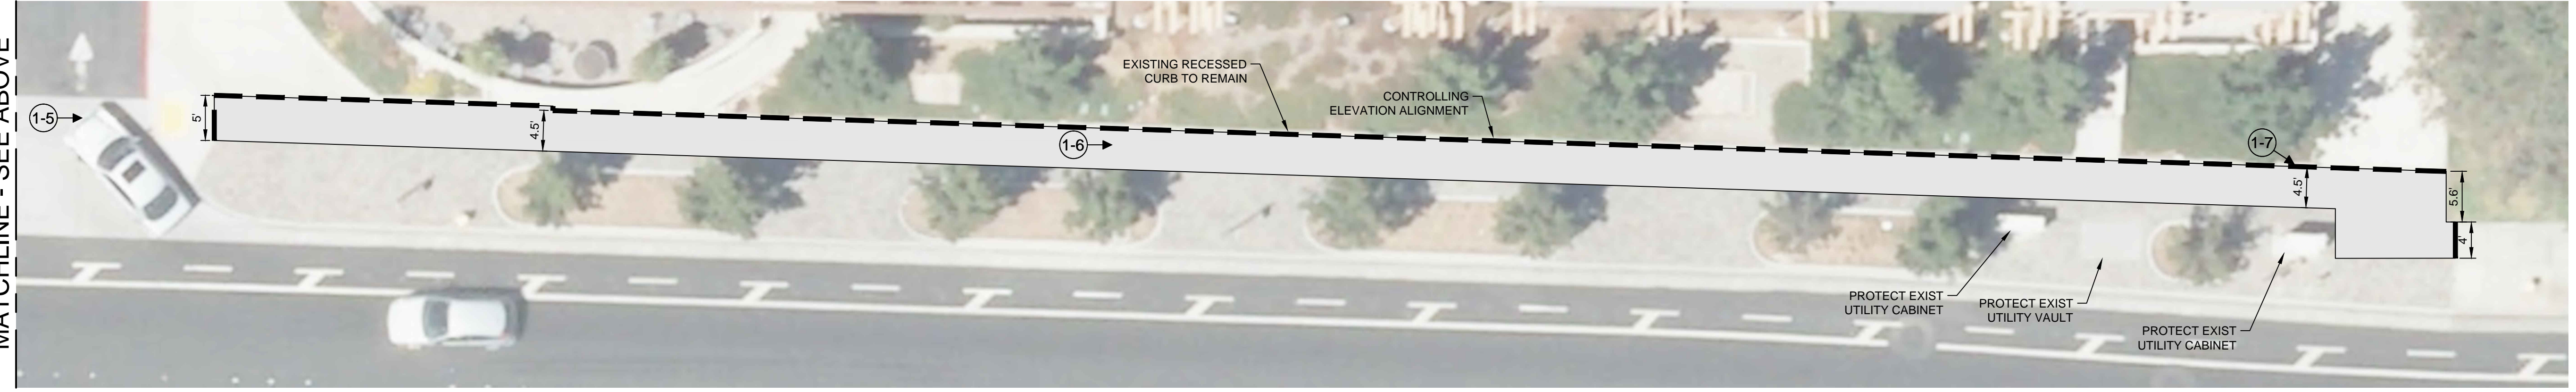 MATCHLINE - SEE ABOVE
1-5
5'
4.5'
1-6
EXISTING RECESSED
CURB TO REMAIN
CONTROLLING
ELEVATION ALIGNMENT
1-7
4.5'
5.6'
4'
PROTECT EXIST
UTILITY CABINET
PROTECT EXIST
UTILITY VAULT
PROTECT EXIST
UTILITY CABINET